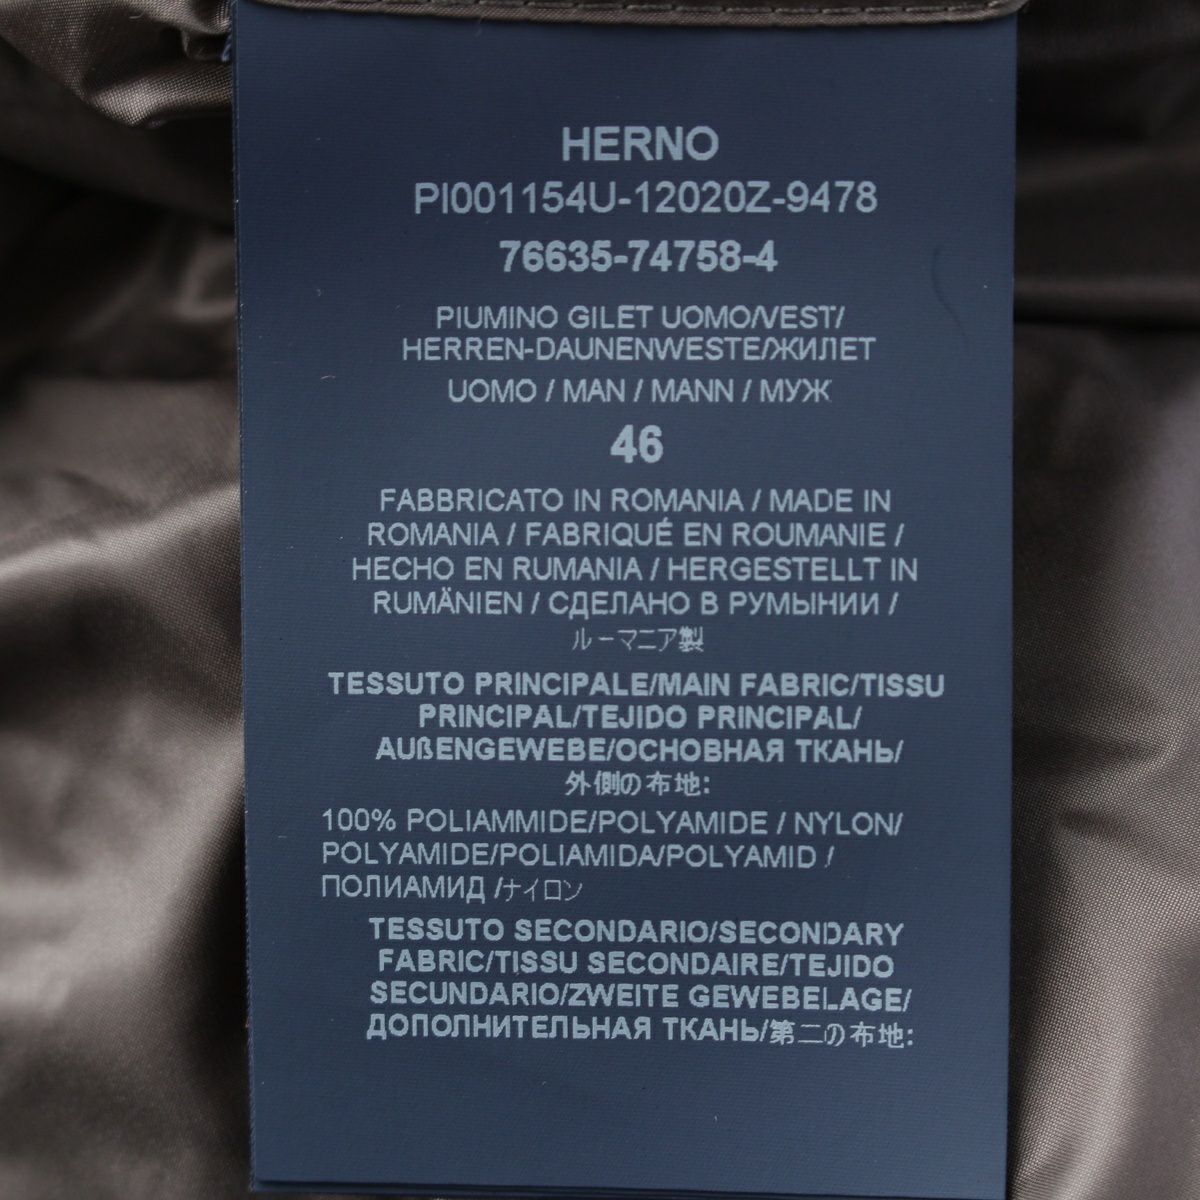 HERNO
PI001154U-12020Z-9478
76635-74758-4
PIUMINO GILET UOMO/VEST/
HERREN-DAUNENWESTE/ЖИЛЕТ
UOMO / MAN / MANN / МУЖ
46
FABBRICATO IN ROMANIA / MADE IN
ROMANIA / FABRIQUÉ EN ROUMANIE /
HECHO EN RUMANIA / HERGESTELLT IN
RUMÄNIEN / СДЕЛАНО В РУМЫНИИ /
ルーマニア製
TESSUTO PRINCIPALE/MAIN FABRIC/TISSU
PRINCIPAL/TEJIDO PRINCIPAL/
AUßENGEWEBE/ОСНОВНАЯ ТКАНЬ/
外側の布地:
100% POLIAMMIDE/POLYAMIDE / NYLON/
POLYAMIDE/POLIAMIDA/POLYAMID /
ПОЛИАМИД /ナイロン
TESSUTO SECONDARIO/SECONDARY
FABRIC/TISSU SECONDAIRE/TEJIDO
SECUNDARIO/ZWEITE GEWEBELAGE/
ДОПОЛНИТЕЛЬНАЯ ТКАНЬ/第二の布地: